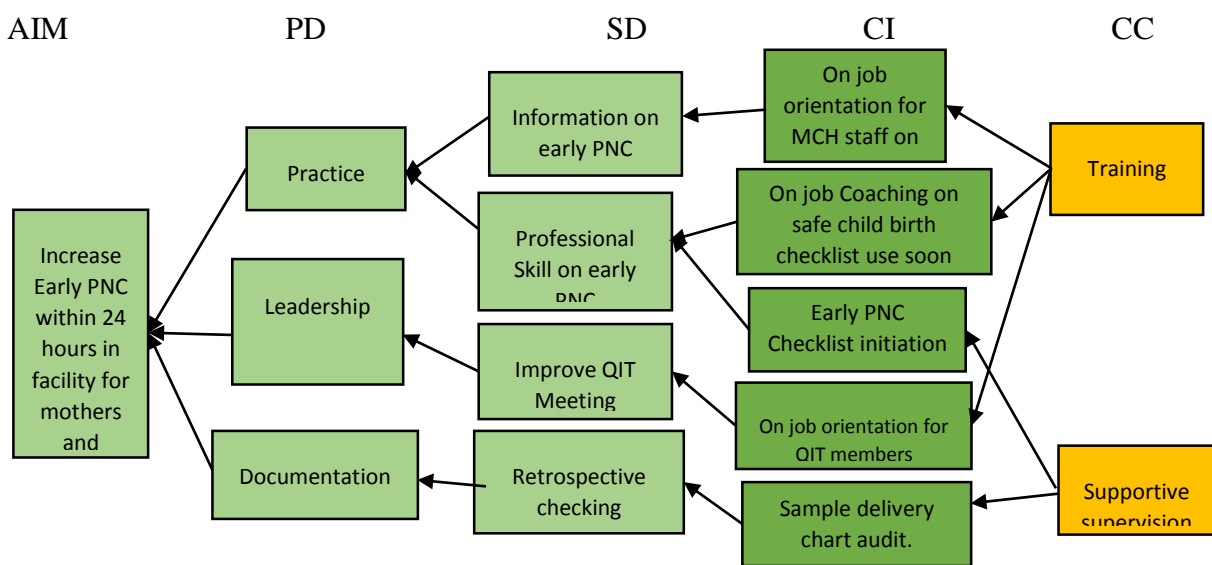 AIM PD SD CI CC
Increase
Early PNC
within 24
hours in
facility for
mothers
and
Practice
Leadership
Documentation
Information on
early PNC
Professional
Skill on early
PNC
Improve QIT
Meeting
Retrospective
checking
On job
orientation for
MCH staff on
On job Coaching on
safe child birth
checklist use soon
Early PNC
Checklist initiation
On job orientation for
QIT members
Sample delivery
chart audit.
Training
Supportive
supervision